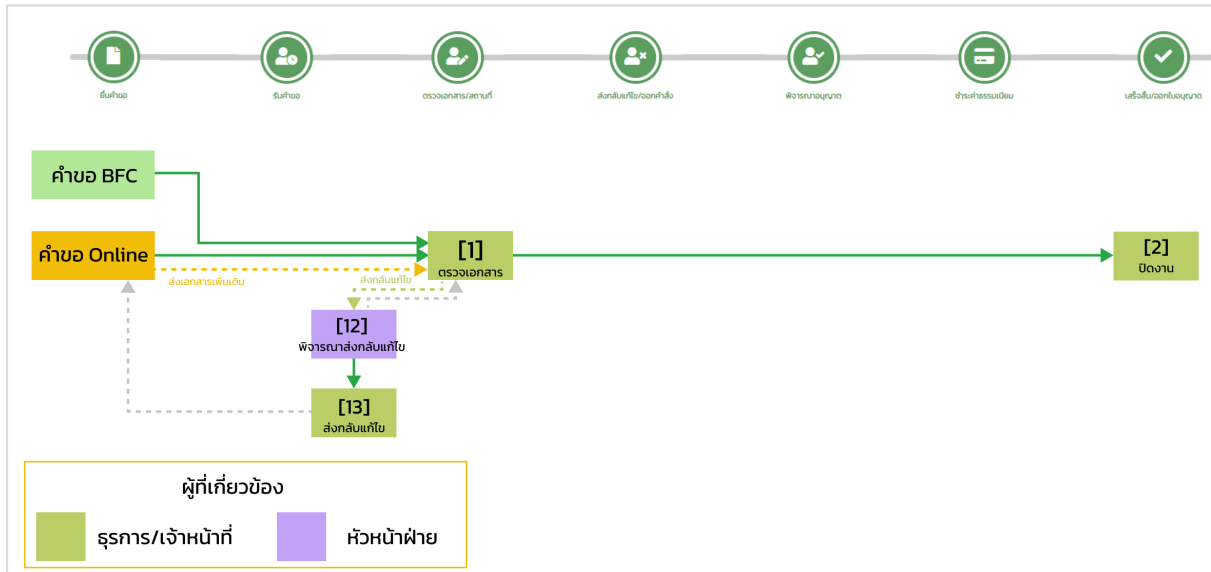 ยื่นคำขอ
รับคำขอ
ตรวจเอกสาร/สถานที่
ส่งกลับแก้ไข/ออกคำสั่ง
พิจารณาอนุญาต
ชำระค่าธรรมเนียม
เสร็จสิ้น/ออกใบอนุญาต
คำขอ BFC
คำขอ Online
[1]
ตรวจเอกสาร
[2]
ปิดงาน
ส่งเอกสารเพิ่มเติม
ส่งกลับแก้ไข
[12]
พิจารณาส่งกลับแก้ไข
[13]
ส่งกลับแก้ไข
ผู้ที่เกี่ยวข้อง
ธุรการ/เจ้าหน้าที่
หัวหน้าฝ่าย